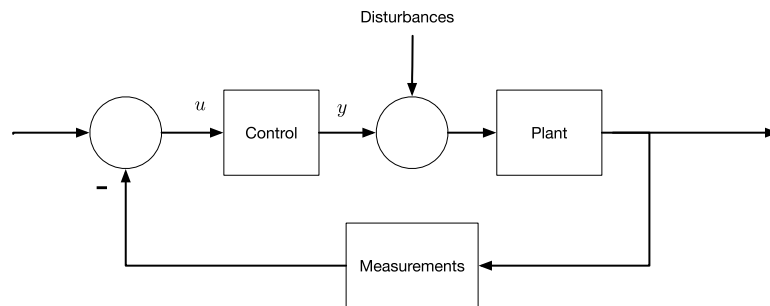 Disturbances
u
Control
y
Plant
–
Measurements